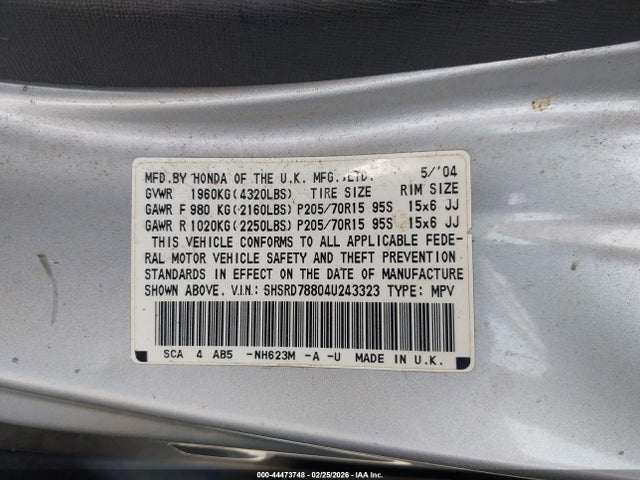 MFD.BY HONDA OF THE U.K. MFG.,LTD. 5/'04
GVWR 1960KG(4320LBS) TIRE SIZE RIM SIZE
GAWR F 980 KG(2160LBS) P205/70R15 95S 15x6 JJ
GAWR R 1020KG(2250LBS) P205/70R15 95S 15x6 JJ
THIS VEHICLE CONFORMS TO ALL APPLICABLE FEDE-
RAL MOTOR VEHICLE SAFETY AND THEFT PREVENTION
STANDARDS IN EFFECT ON THE DATE OF MANUFACTURE
SHOWN ABOVE. V.I.N.: SHSRD78804U243323 TYPE: MPV
SCA 4 AB5 -NH623M -A -U MADE IN U.K.
000-44473748 - 02/25/2026 - IAA Inc.